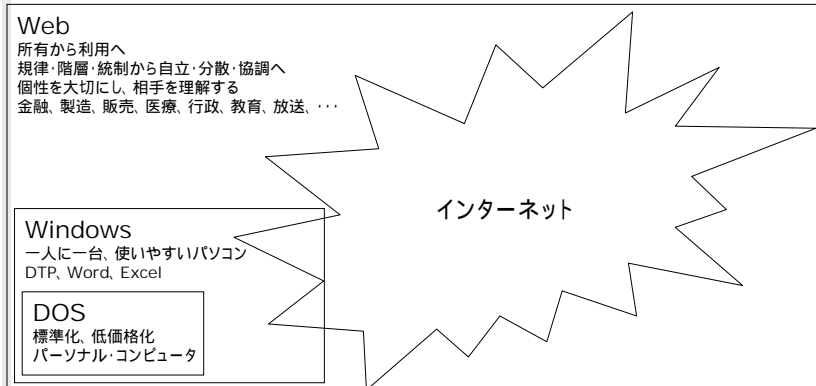 Web
所有から利用へ
規律・階層・統制から自立・分散・協調へ
個性を大切にし、相手を理解する
金融、製造、販売、医療、行政、教育、放送、・・・
インターネット
Windows
一人に一台、使いやすいパソコン
DTP、Word、Excel
DOS
標準化、低価格化
パーソナル・コンピュータ